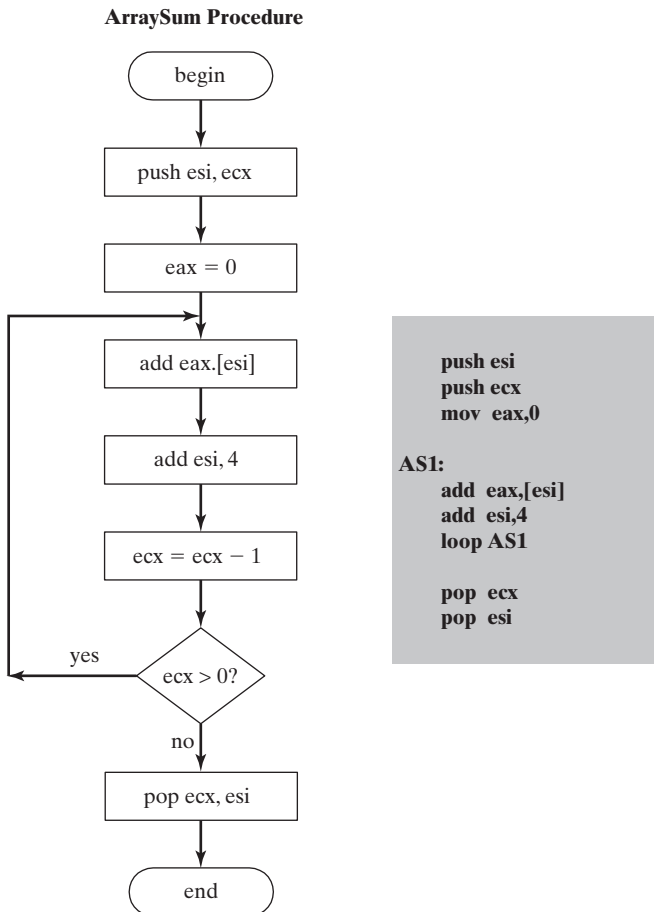 ArraySum Procedure
begin
push esi, ecx
eax = 0
add eax.[esi]
add esi, 4
ecx = ecx − 1
yes
ecx > 0?
no
pop ecx, esi
end
push esi
push ecx
mov eax,0
AS1:
add eax,[esi]
add esi,4
loop AS1
pop ecx
pop esi